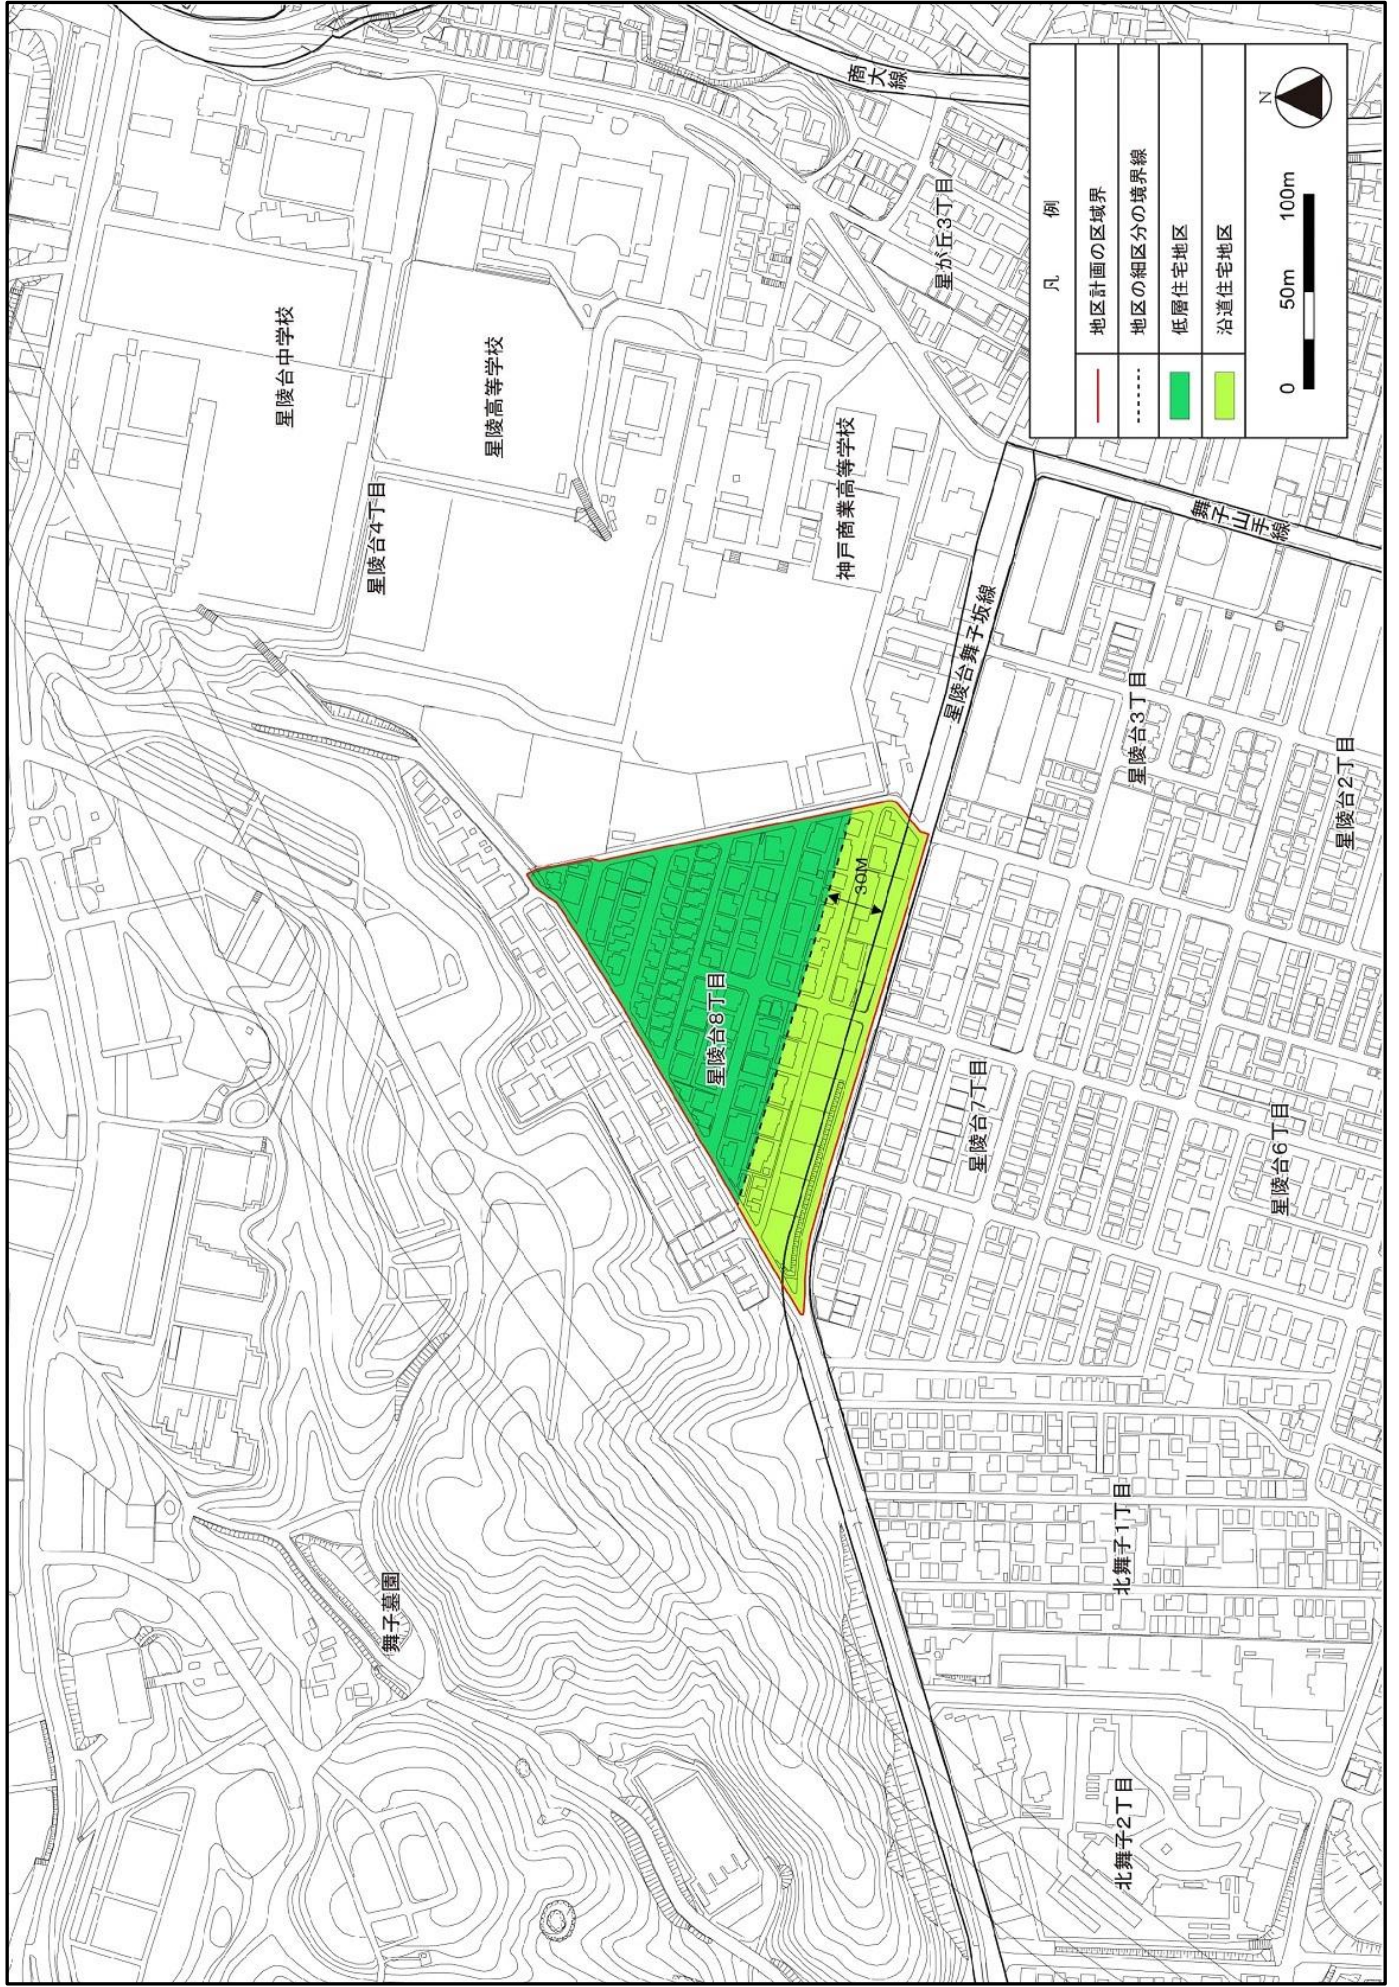 商大線
星陵台中学校
星陵高等学校
星が丘3丁目
星陵台4丁目
神戸商業高等学校
舞子山手線
星陵台舞子坂線
星陵台3丁目
星陵台2丁目
30M
星陵台8丁目
星陵台7丁目
星陵台6丁目
舞子墓園
北舞子1丁目
北舞子2丁目
凡 例
地区計画の区域界
地区の細区分の境界線
低層住宅地区
沿道住宅地区
0 50m 100m
N